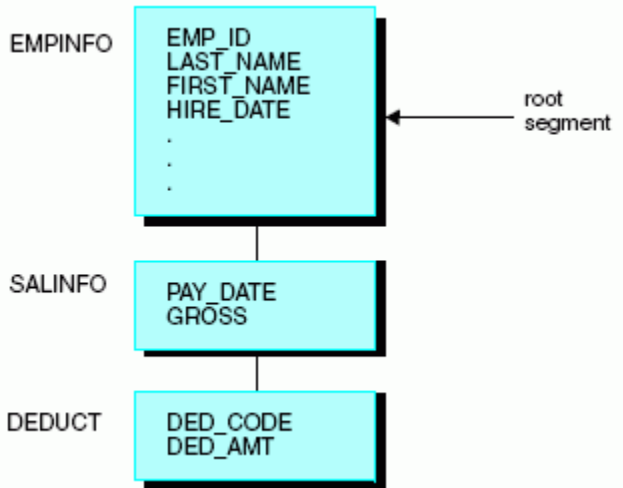 EMPINFO
EMP_ID
LAST_NAME
FIRST_NAME
HIRE_DATE
.
.
.
root
segment
SALINFO
PAY_DATE
GROSS
DEDUCT
DED_CODE
DED_AMT